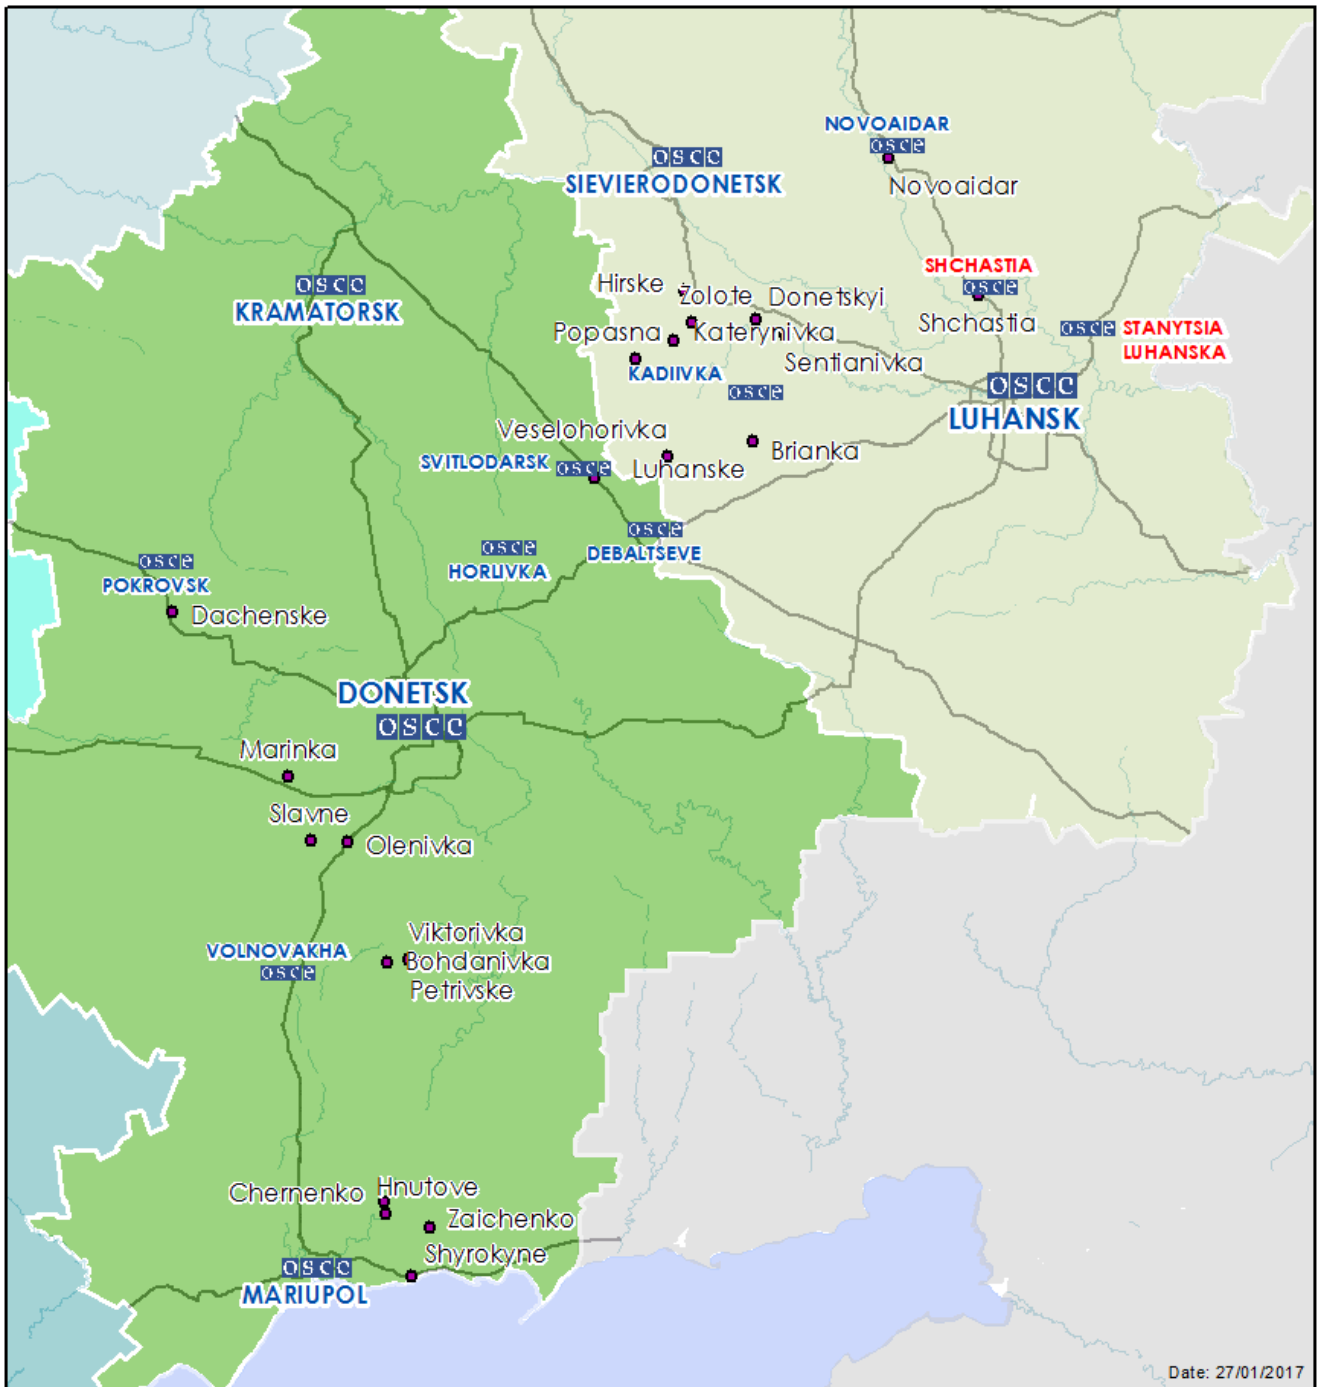 NOVOAIDAR
osce
Novoaidar
OSCE
SIEVIERODONETSK
SHCHASTIA
osce
Shchastia
OSCE
KRAMATORSK
Hirske
Zolote
Donetskyi
Popasna
Katerynivka
Sentianivka
osce
STANYTSIA
LUHANSKA
KADIIVKA
osce
OSCE
LUHANSK
Veselohorivka
Brianka
SVITLODARSK
osce
Luhanske
osce
DEBALTSEVE
osce
HORLIVKA
osce
POKROVSK
Dachenske
DONETSK
OSCE
Marinka
Slavne
Olenivka
VOLNOVAKHA
osce
Viktorivka
Bohdanivka
Petrivske
Chernenko
Hnutove
Zaichenko
Shyrokyne
OSCE
MARIUPOL
Date: 27/01/2017